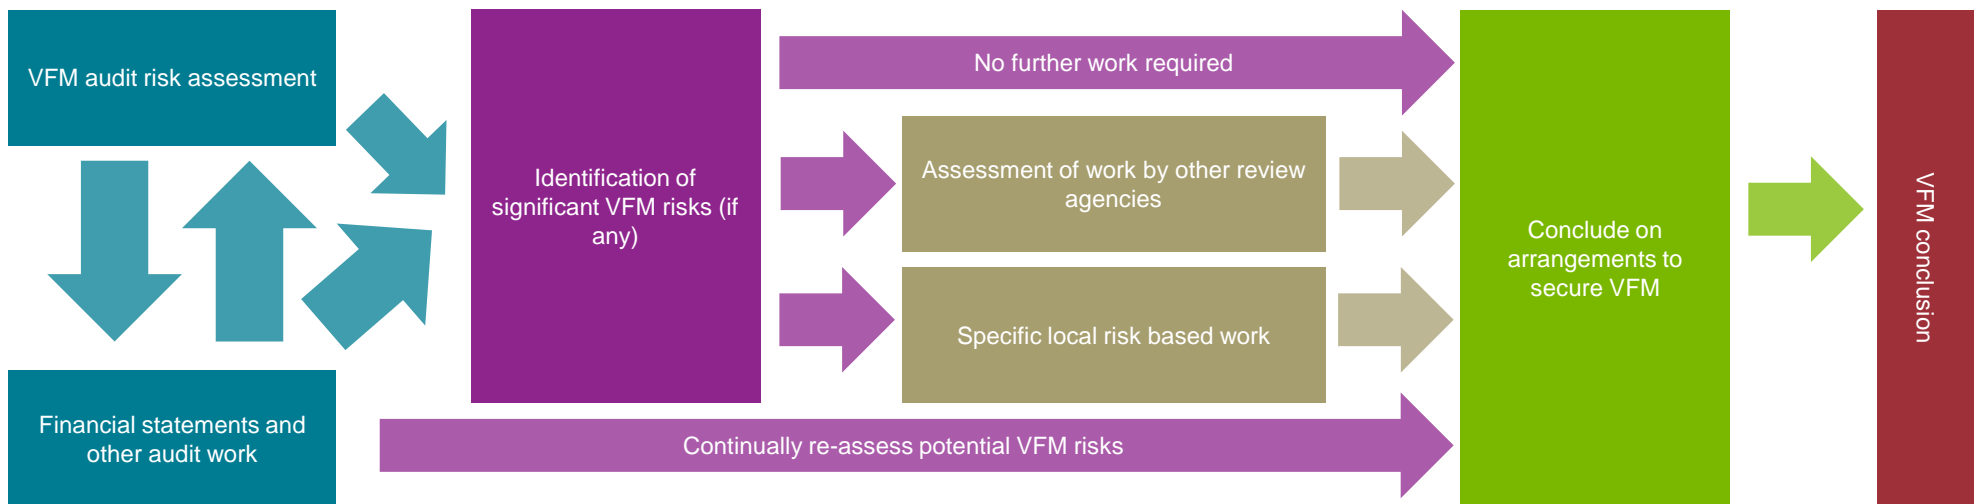 VFM audit risk assessment
Financial statements and
other audit work
Identification of
significant VFM risks (if
any)
No further work required
Assessment of work by other review
agencies
Specific local risk based work
Continually re-assess potential VFM risks
Conclude on
arrangements to
secure VFM
VFM conclusion